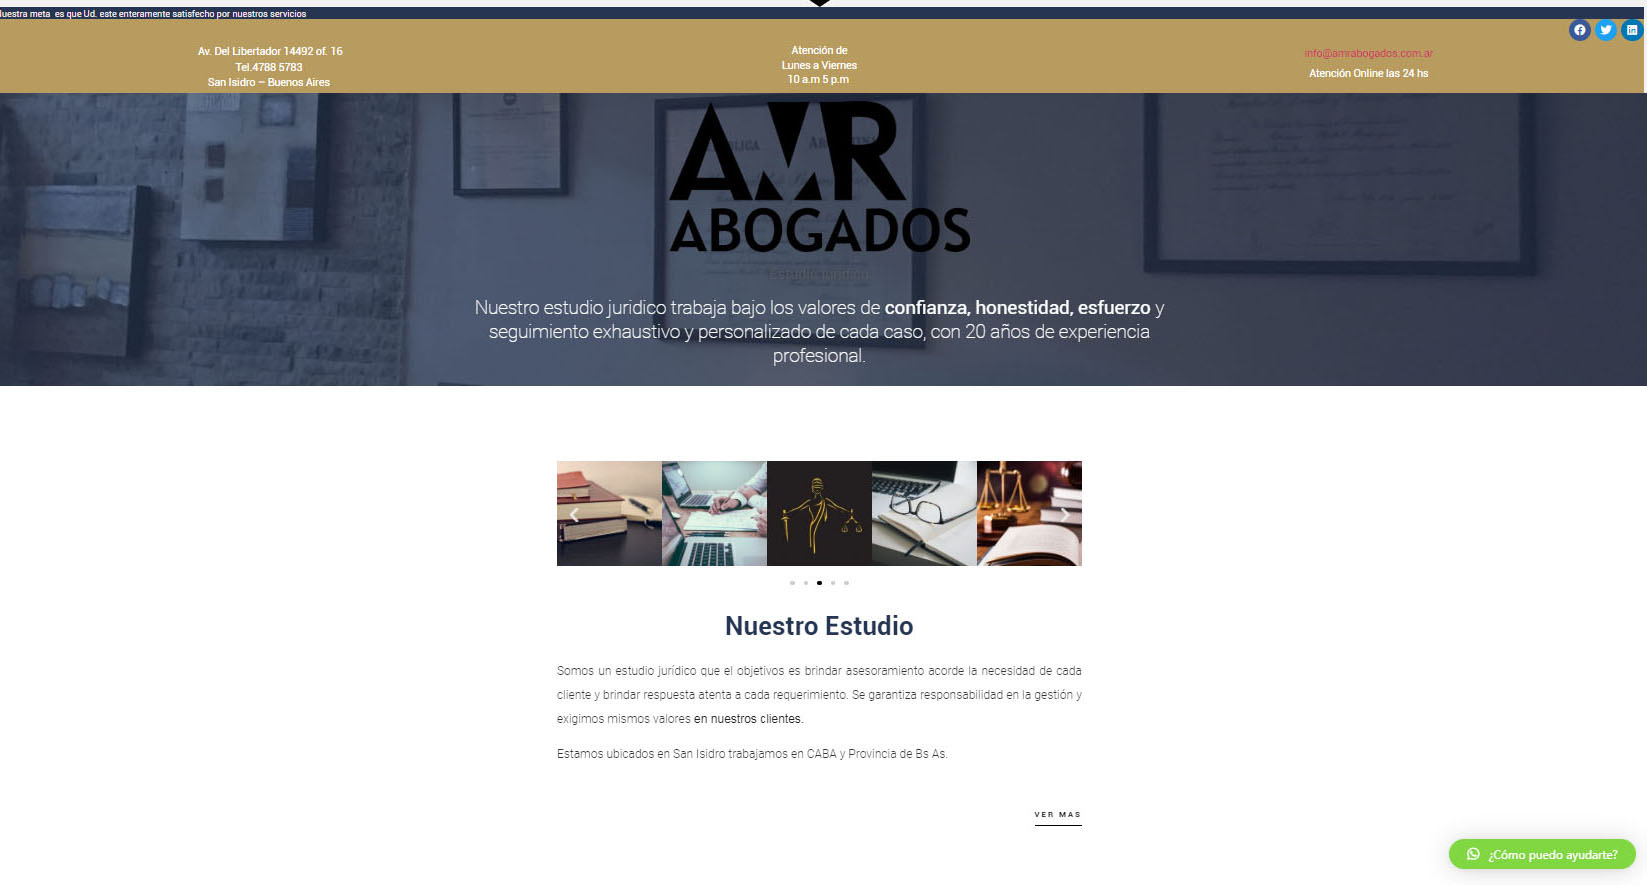 uestra meta es que Ud. este enteramente satisfecho por nuestros servicios
Av. Del Libertador 14492 of. 16
Tel.4788 5783
San Isidro – Buenos Aires
Atención de
Lunes a Viernes
10 a.m 5 p.m
info@amrabogados.com.ar
Atención Online las 24 hs
AMR
ABOGADOS
Estudio Juridico
Nuestro estudio juridico trabaja bajo los valores de confianza, honestidad, esfuerzo y
seguimiento exhaustivo y personalizado de cada caso, con 20 años de experiencia
profesional.
Nuestro Estudio
Somos un estudio jurídico que el objetivos es brindar asesoramiento acorde la necesidad de cada
cliente y brindar respuesta atenta a cada requerimiento. Se garantiza responsabilidad en la gestión y
exigimos mismos valores en nuestros clientes.
Estamos ubicados en San Isidro trabajamos en CABA y Provincia de Bs As.
VER MAS
¿Cómo puedo ayudarte?